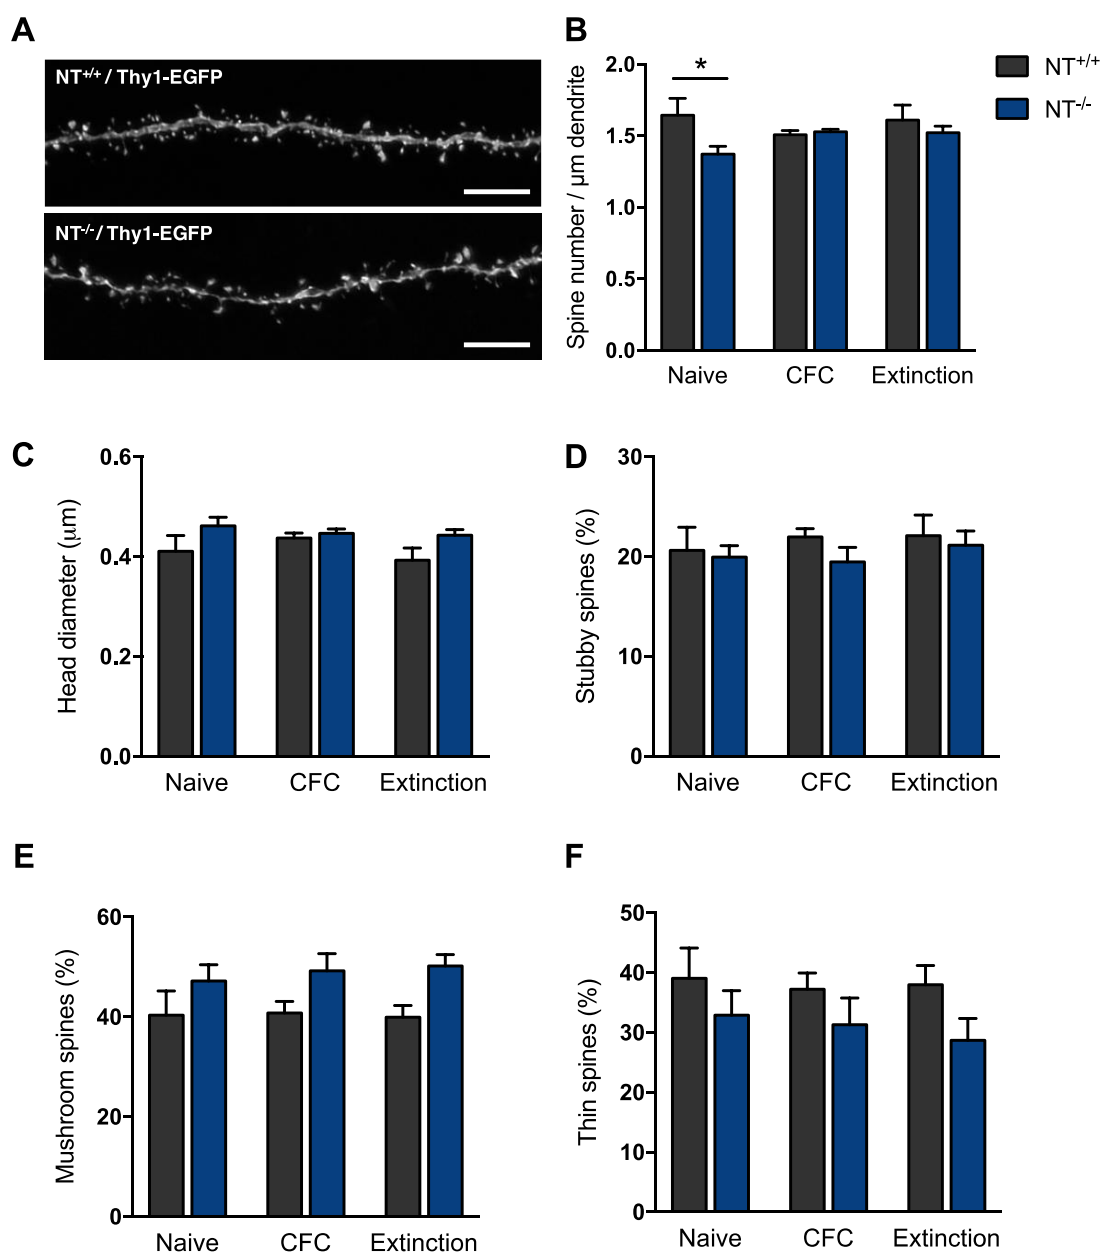 A
NT+/+ / Thy1-EGFP
NT-/- / Thy1-EGFP
B
Spine number / µm dendrite
2.0
1.5
1.0
0.5
0.0
*
Naive CFC Extinction
NT+/+
NT-/-
C
Head diameter (µm)
0.6
0.4
0.2
0.0
Naive CFC Extinction
D
Stubby spines (%)
30
20
10
0
Naive CFC Extinction
E
Mushroom spines (%)
60
40
20
0
Naive CFC Extinction
F
Thin spines (%)
50
40
30
20
10
0
Naive CFC Extinction